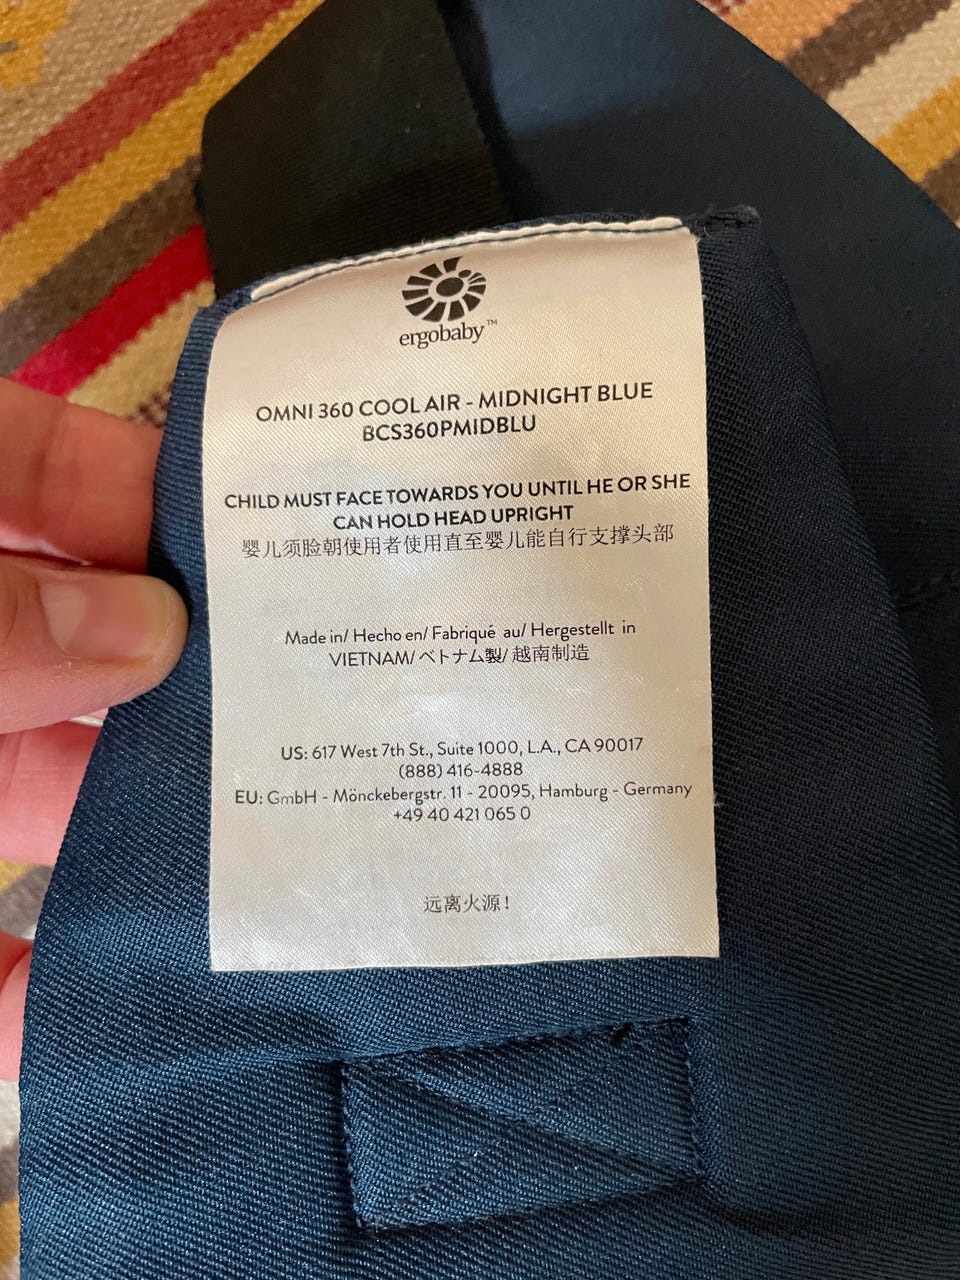 ergobaby™
OMNI 360 COOL AIR - MIDNIGHT BLUE
BCS360PMIDBLU
CHILD MUST FACE TOWARDS YOU UNTIL HE OR SHE
CAN HOLD HEAD UPRIGHT
婴儿须脸朝使用者使用直至婴儿能自行支撑头部
Made in/ Hecho en/ Fabriqué au/ Hergestellt in
VIETNAM/ベトナム製/越南制造
US: 617 West 7th St., Suite 1000, L.A., CA 90017
(888) 416-4888
EU: GmbH - Mönckebergstr. 11 - 20095, Hamburg - Germany
+49 40 421 065 0
远离火源!